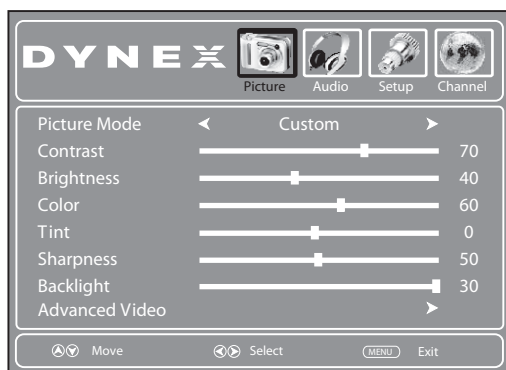 DYNEX
Picture Audio Setup Channel
Picture Mode Custom
Contrast 70
Brightness 40
Color 60
Tint 0
Sharpness 50
Backlight 30
Advanced Video
Move Select MENU Exit